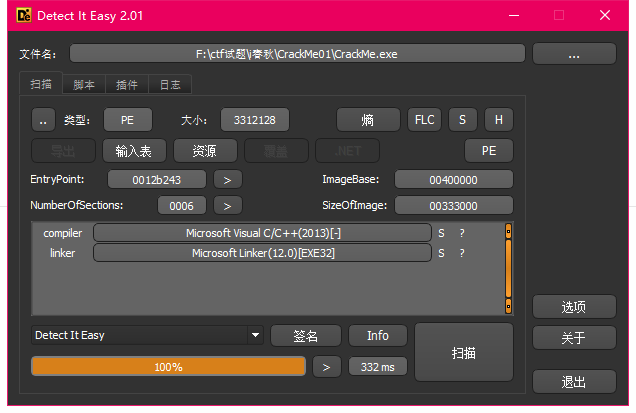 Detect It Easy 2.01
文件名: F:\ctf试题\i春秋\CrackMe01\CrackMe.exe ...
扫描 脚本 插件 日志
.. 类型: PE 大小: 3312128 熵 FLC S H
导出 输入表 资源 覆盖 .NET PE
EntryPoint: 0012b243 > ImageBase: 00400000
NumberOfSections: 0006 > SizeOfImage: 00333000
compiler Microsoft Visual C/C++(2013)[-] S ?
linker Microsoft Linker(12.0)[EXE32] S ?
选项
Detect It Easy 签名 Info 扫描 关于
100% > 332 ms
退出